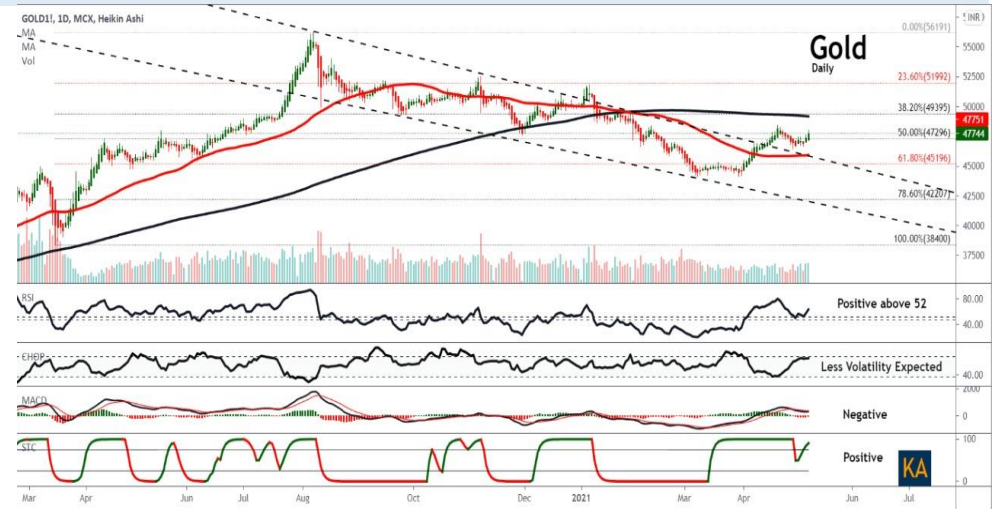 GOLD1!, 1D, MCX, Heikin Ashi
MA
MA
Vol
Gold
Daily
INR
0.00%(56191)
55000
23.60%(51992)
52500
50000
38.20%(49395)
47751
47744
50.00%(47296)
61.80%(45196)
45000
78.60%(42207)
42500
40000
100.00%(38400)
37500
RSI
Positive above 52
80.00
40.00
CHOP
Less Volatility Expected
40.00
2000
MACD
Negative
0
STC
Positive
100
0
KA
Mar Apr Jun Jul Aug Oct Dec 2021 Mar Apr Jun Jul